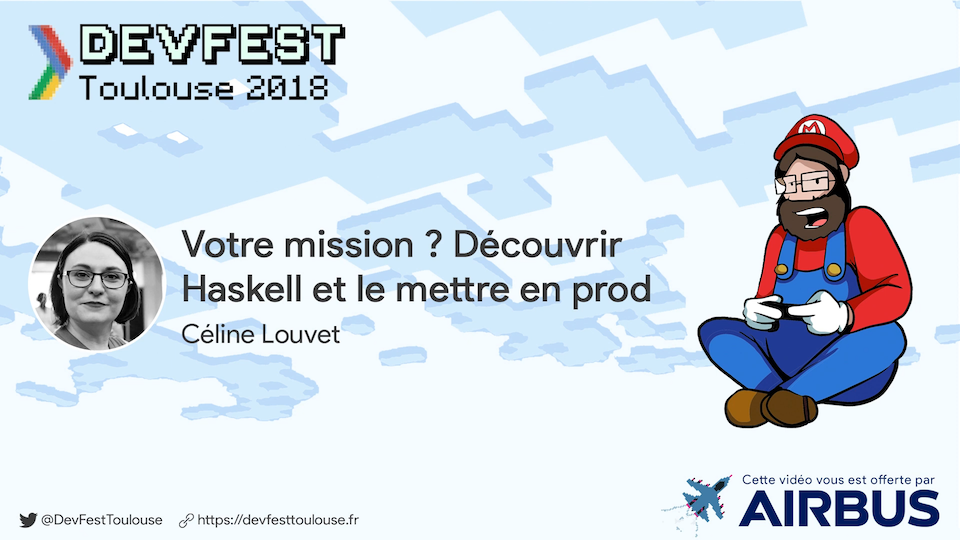 DEVFEST
Toulouse 2018
M
Votre mission ? Découvrir
Haskell et le mettre en prod
Céline Louvet
Cette vidéo vous est offerte par
AIRBUS
@DevFestToulouse https://devfesttoulouse.fr